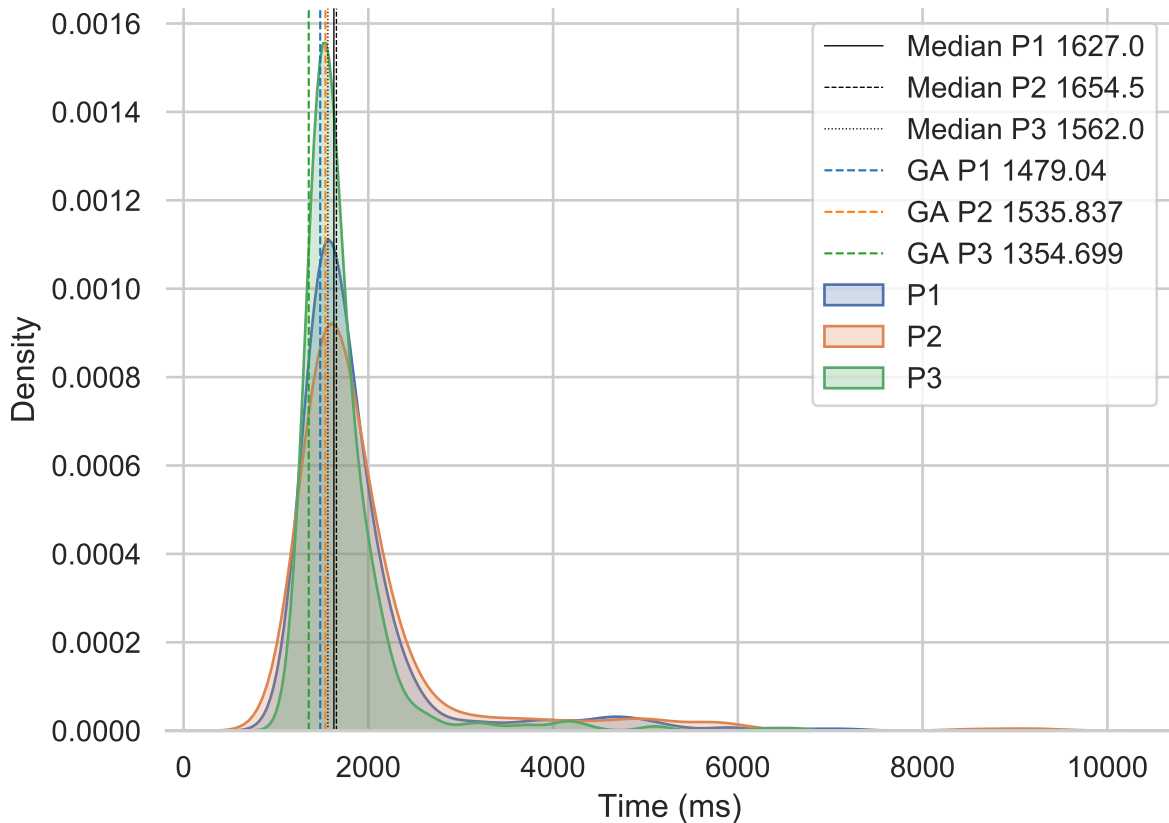 0.0016
0.0014
0.0012
0.0010
0.0008
0.0006
0.0004
0.0002
0.0000
Density
0 2000 4000 6000 8000 10000
Time (ms)
Median P1 1627.0
Median P2 1654.5
Median P3 1562.0
GA P1 1479.04
GA P2 1535.837
GA P3 1354.699
P1
P2
P3